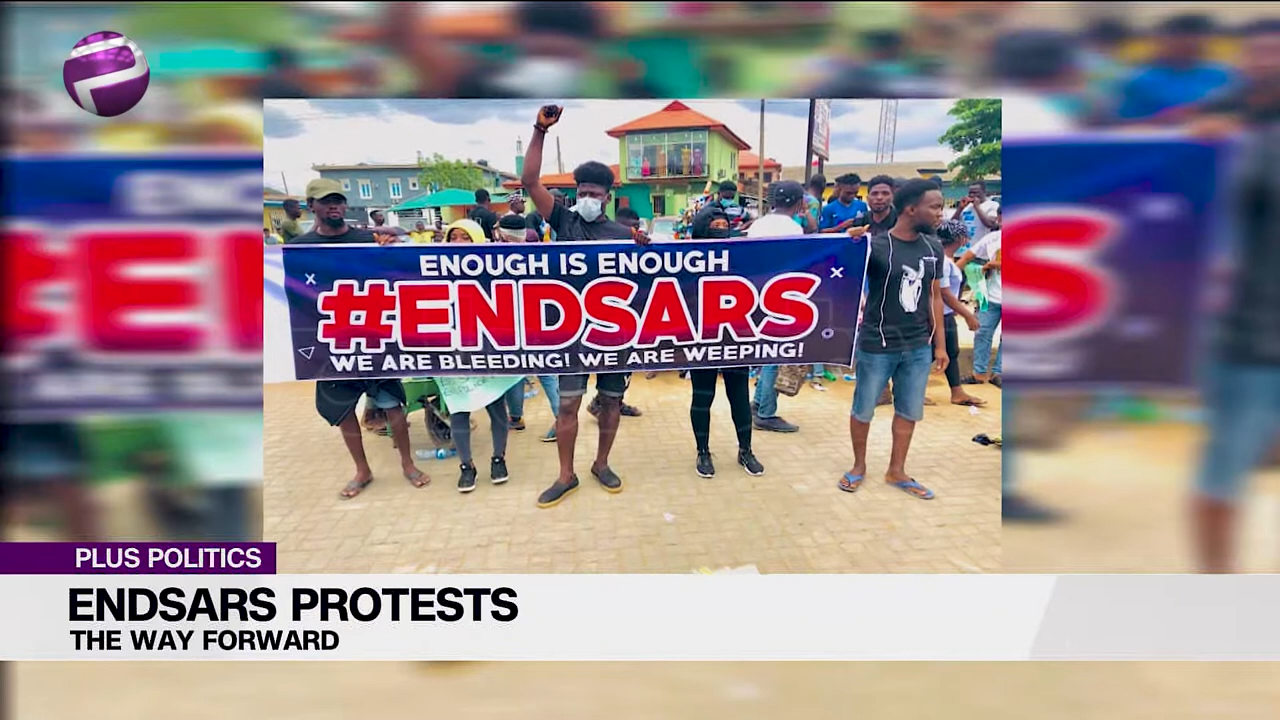 ENOUGH IS ENOUGH
#ENDSARS
WE ARE BLEEDING! WE ARE WEEPING!
PLUS POLITICS
ENDSARS PROTESTS
THE WAY FORWARD